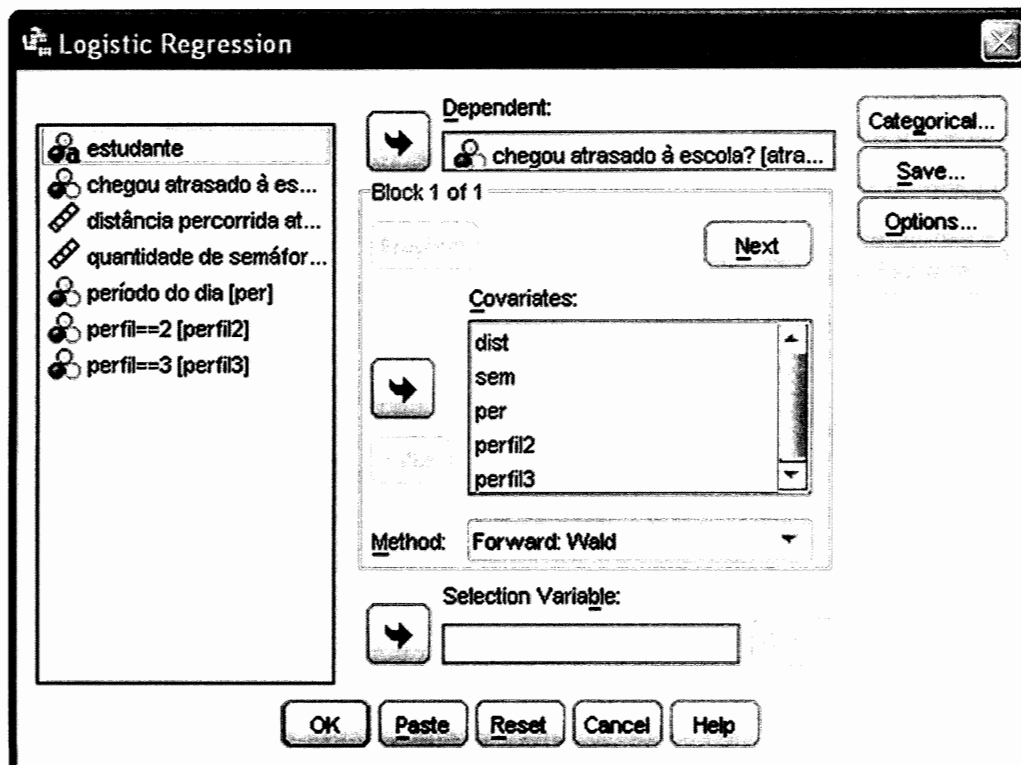 Logistic Regression
estudante
chegou atrasado à es...
distância percorrida at...
quantidade de semáfor...
período do dia [per]
perfil==2 [perfil2]
perfil==3 [perfil3]
Dependent:
chegou atrasado à escola? [atra...
Block 1 of 1
Next
Covariates:
dist
sem
per
perfil2
perfil3
Method: Forward: Wald
Selection Variable:
Categorical...
Save...
Options...
OK Paste Reset Cancel Help